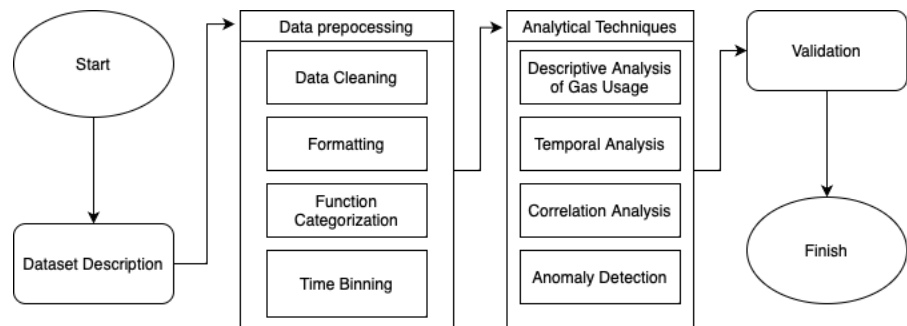 Start
Dataset Description
Data prepocessing
Data Cleaning
Formatting
Function
Categorization
Time Binning
Analytical Techniques
Descriptive Analysis
of Gas Usage
Temporal Analysis
Correlation Analysis
Anomaly Detection
Validation
Finish